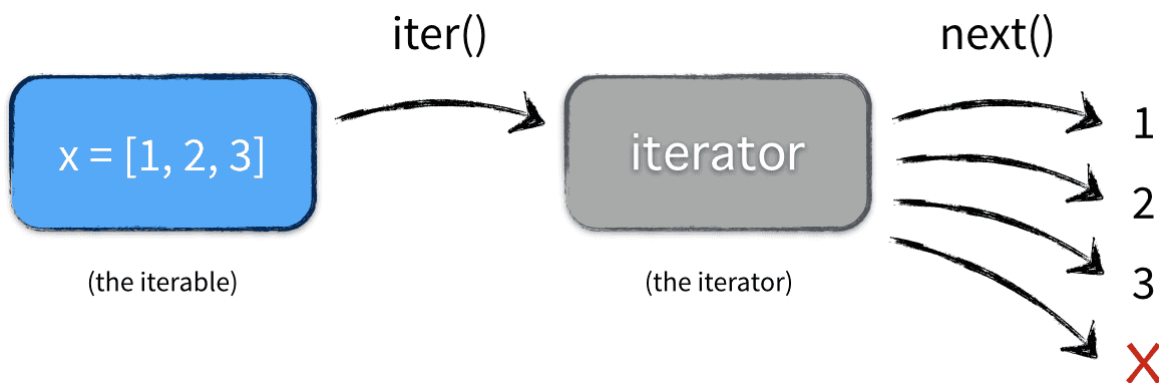 iter()
next()
x = [1, 2, 3]
iterator
1
2
3
X
(the iterable)
(the iterator)